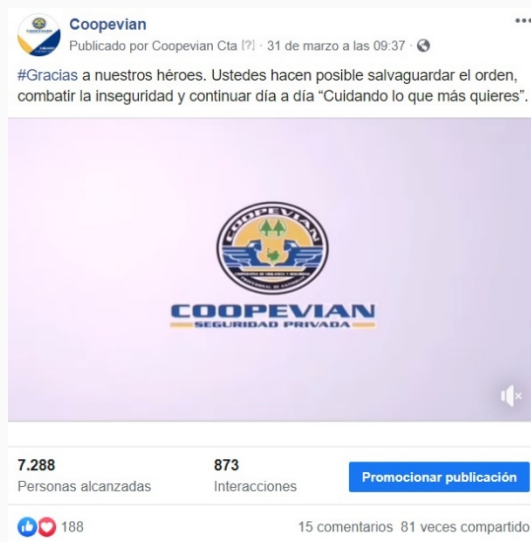 Coopevian
Publicado por Coopevian Cta [?] · 31 de marzo a las 09:37 ·
#Gracias a nuestros héroes. Ustedes hacen posible salvaguardar el orden,
combatir la inseguridad y continuar día a día “Cuidando lo que más quieres”.
COOPEVIAN
COOPEVIAN
SEGURIDAD PRIVADA
7.288
873
Promocionar publicación
Personas alcanzadas
Interacciones
188
15 comentarios 81 veces compartido